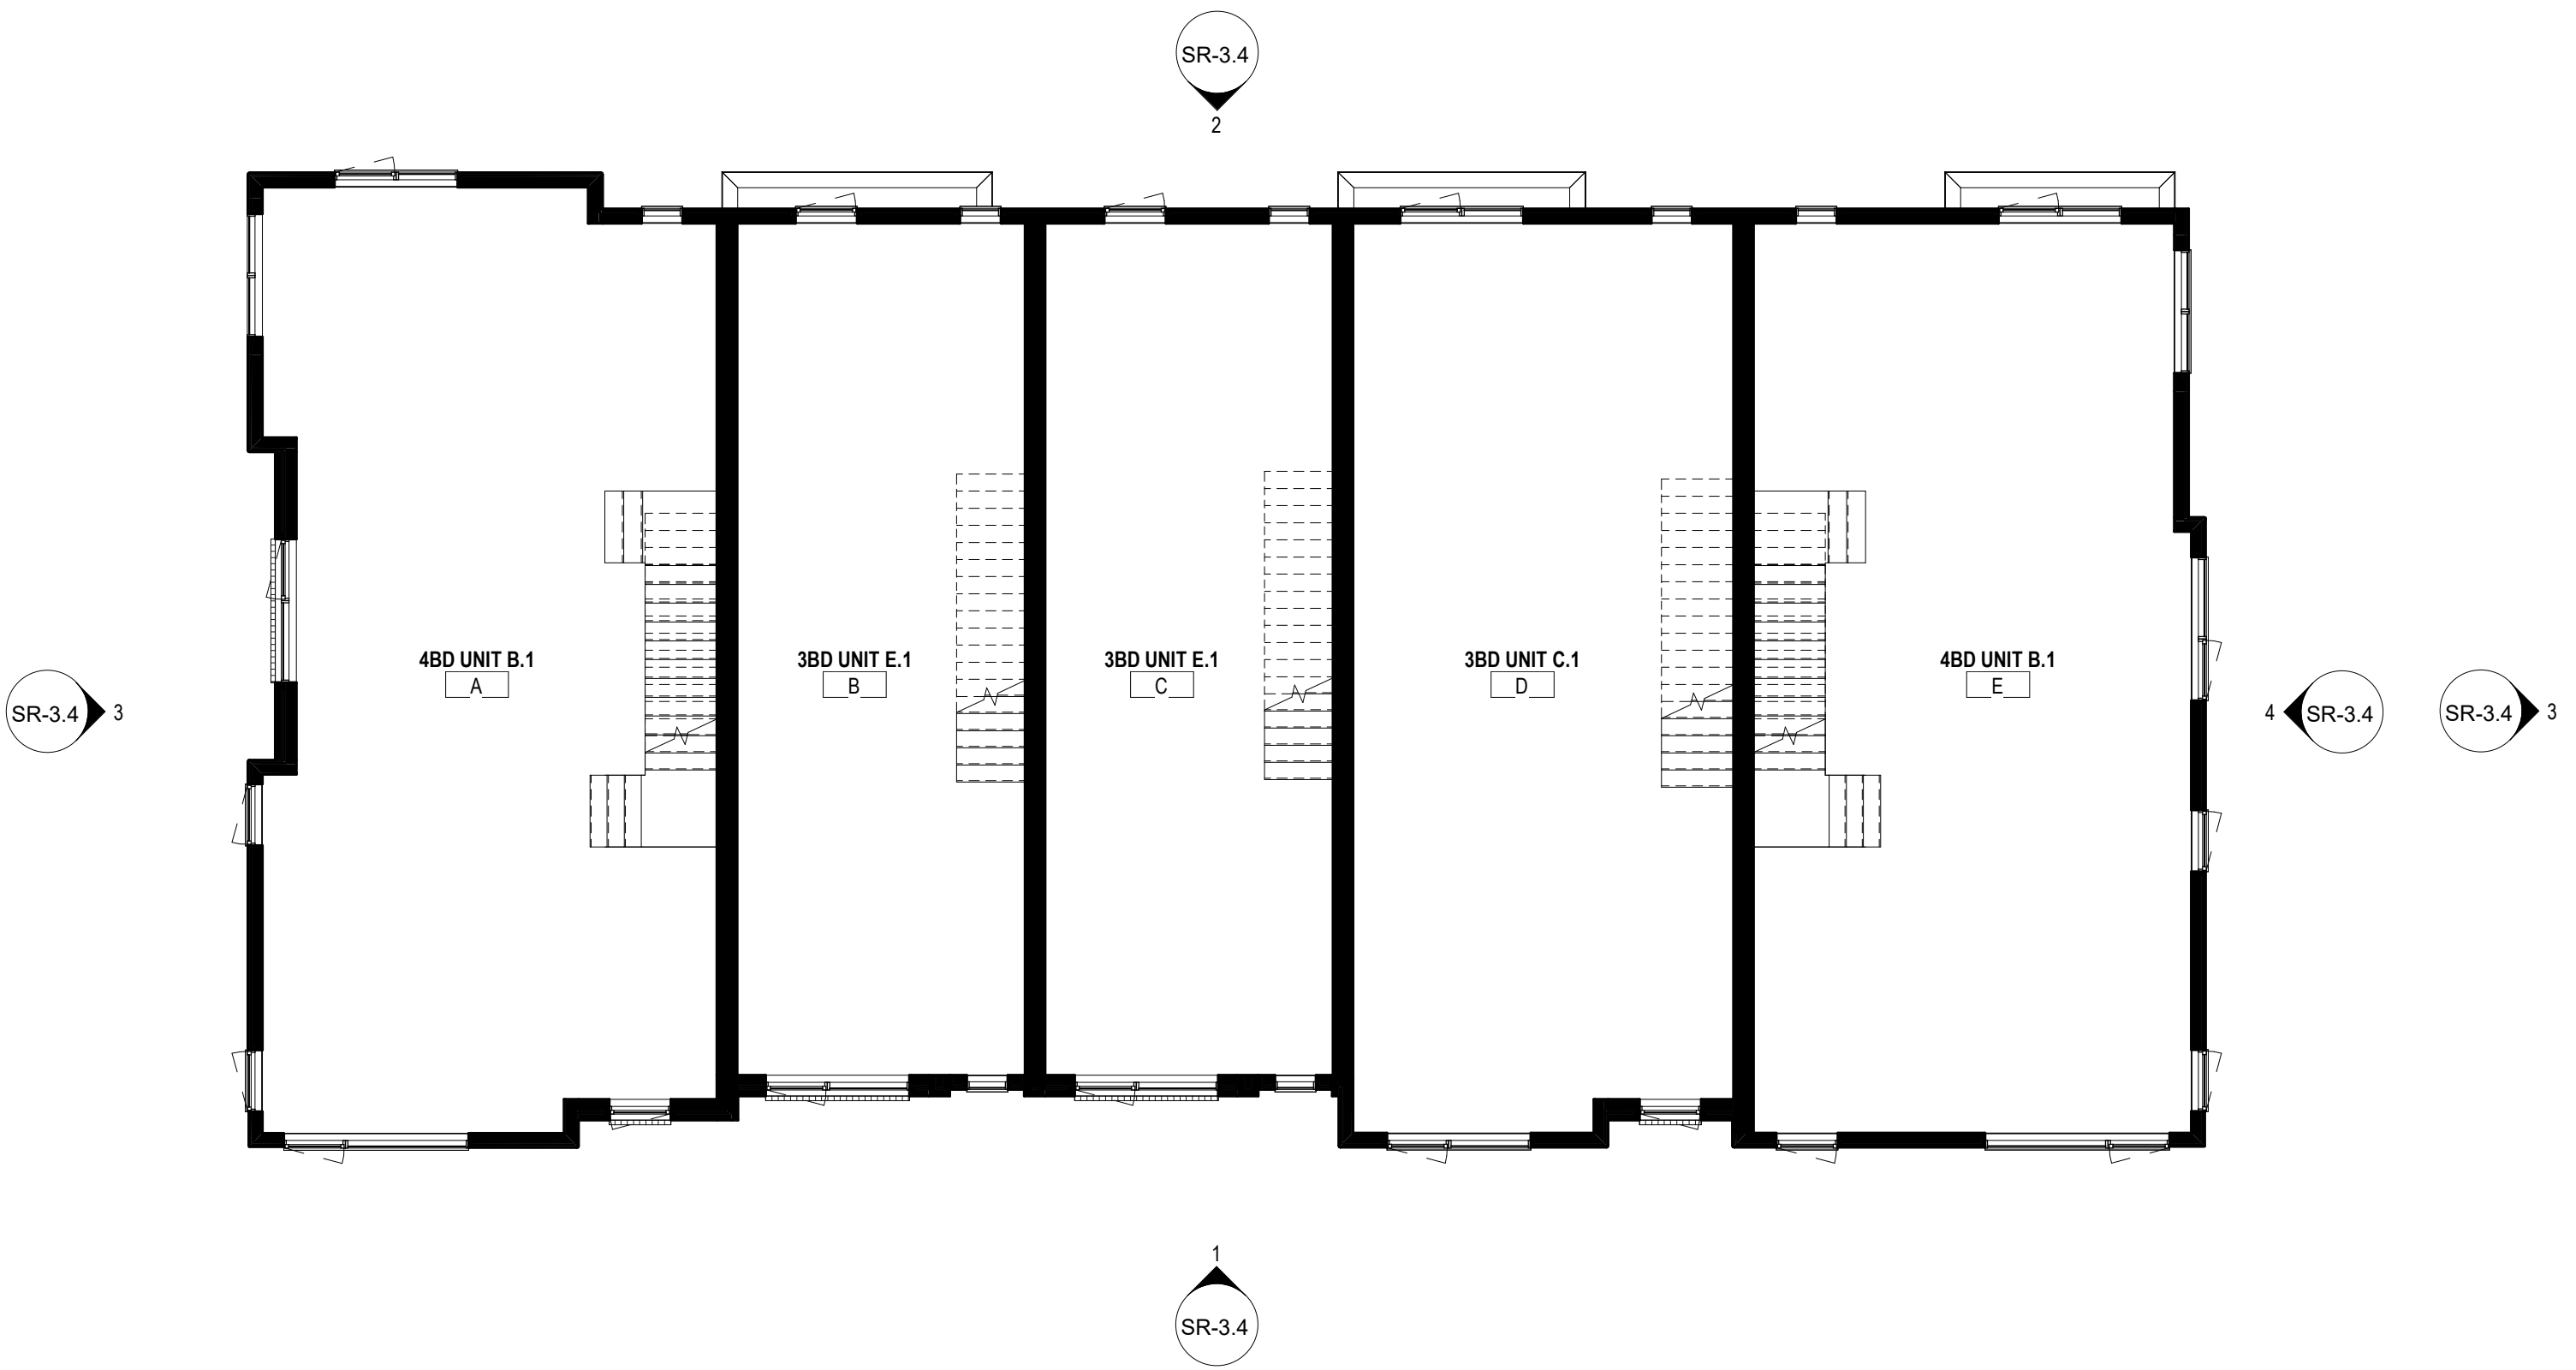 SR-3.4
2
4BD UNIT B.1
A
3BD UNIT E.1
B
3BD UNIT E.1
C
3BD UNIT C.1
D
4BD UNIT B.1
E
SR-3.4 3
4 SR-3.4
SR-3.4 3
1
SR-3.4